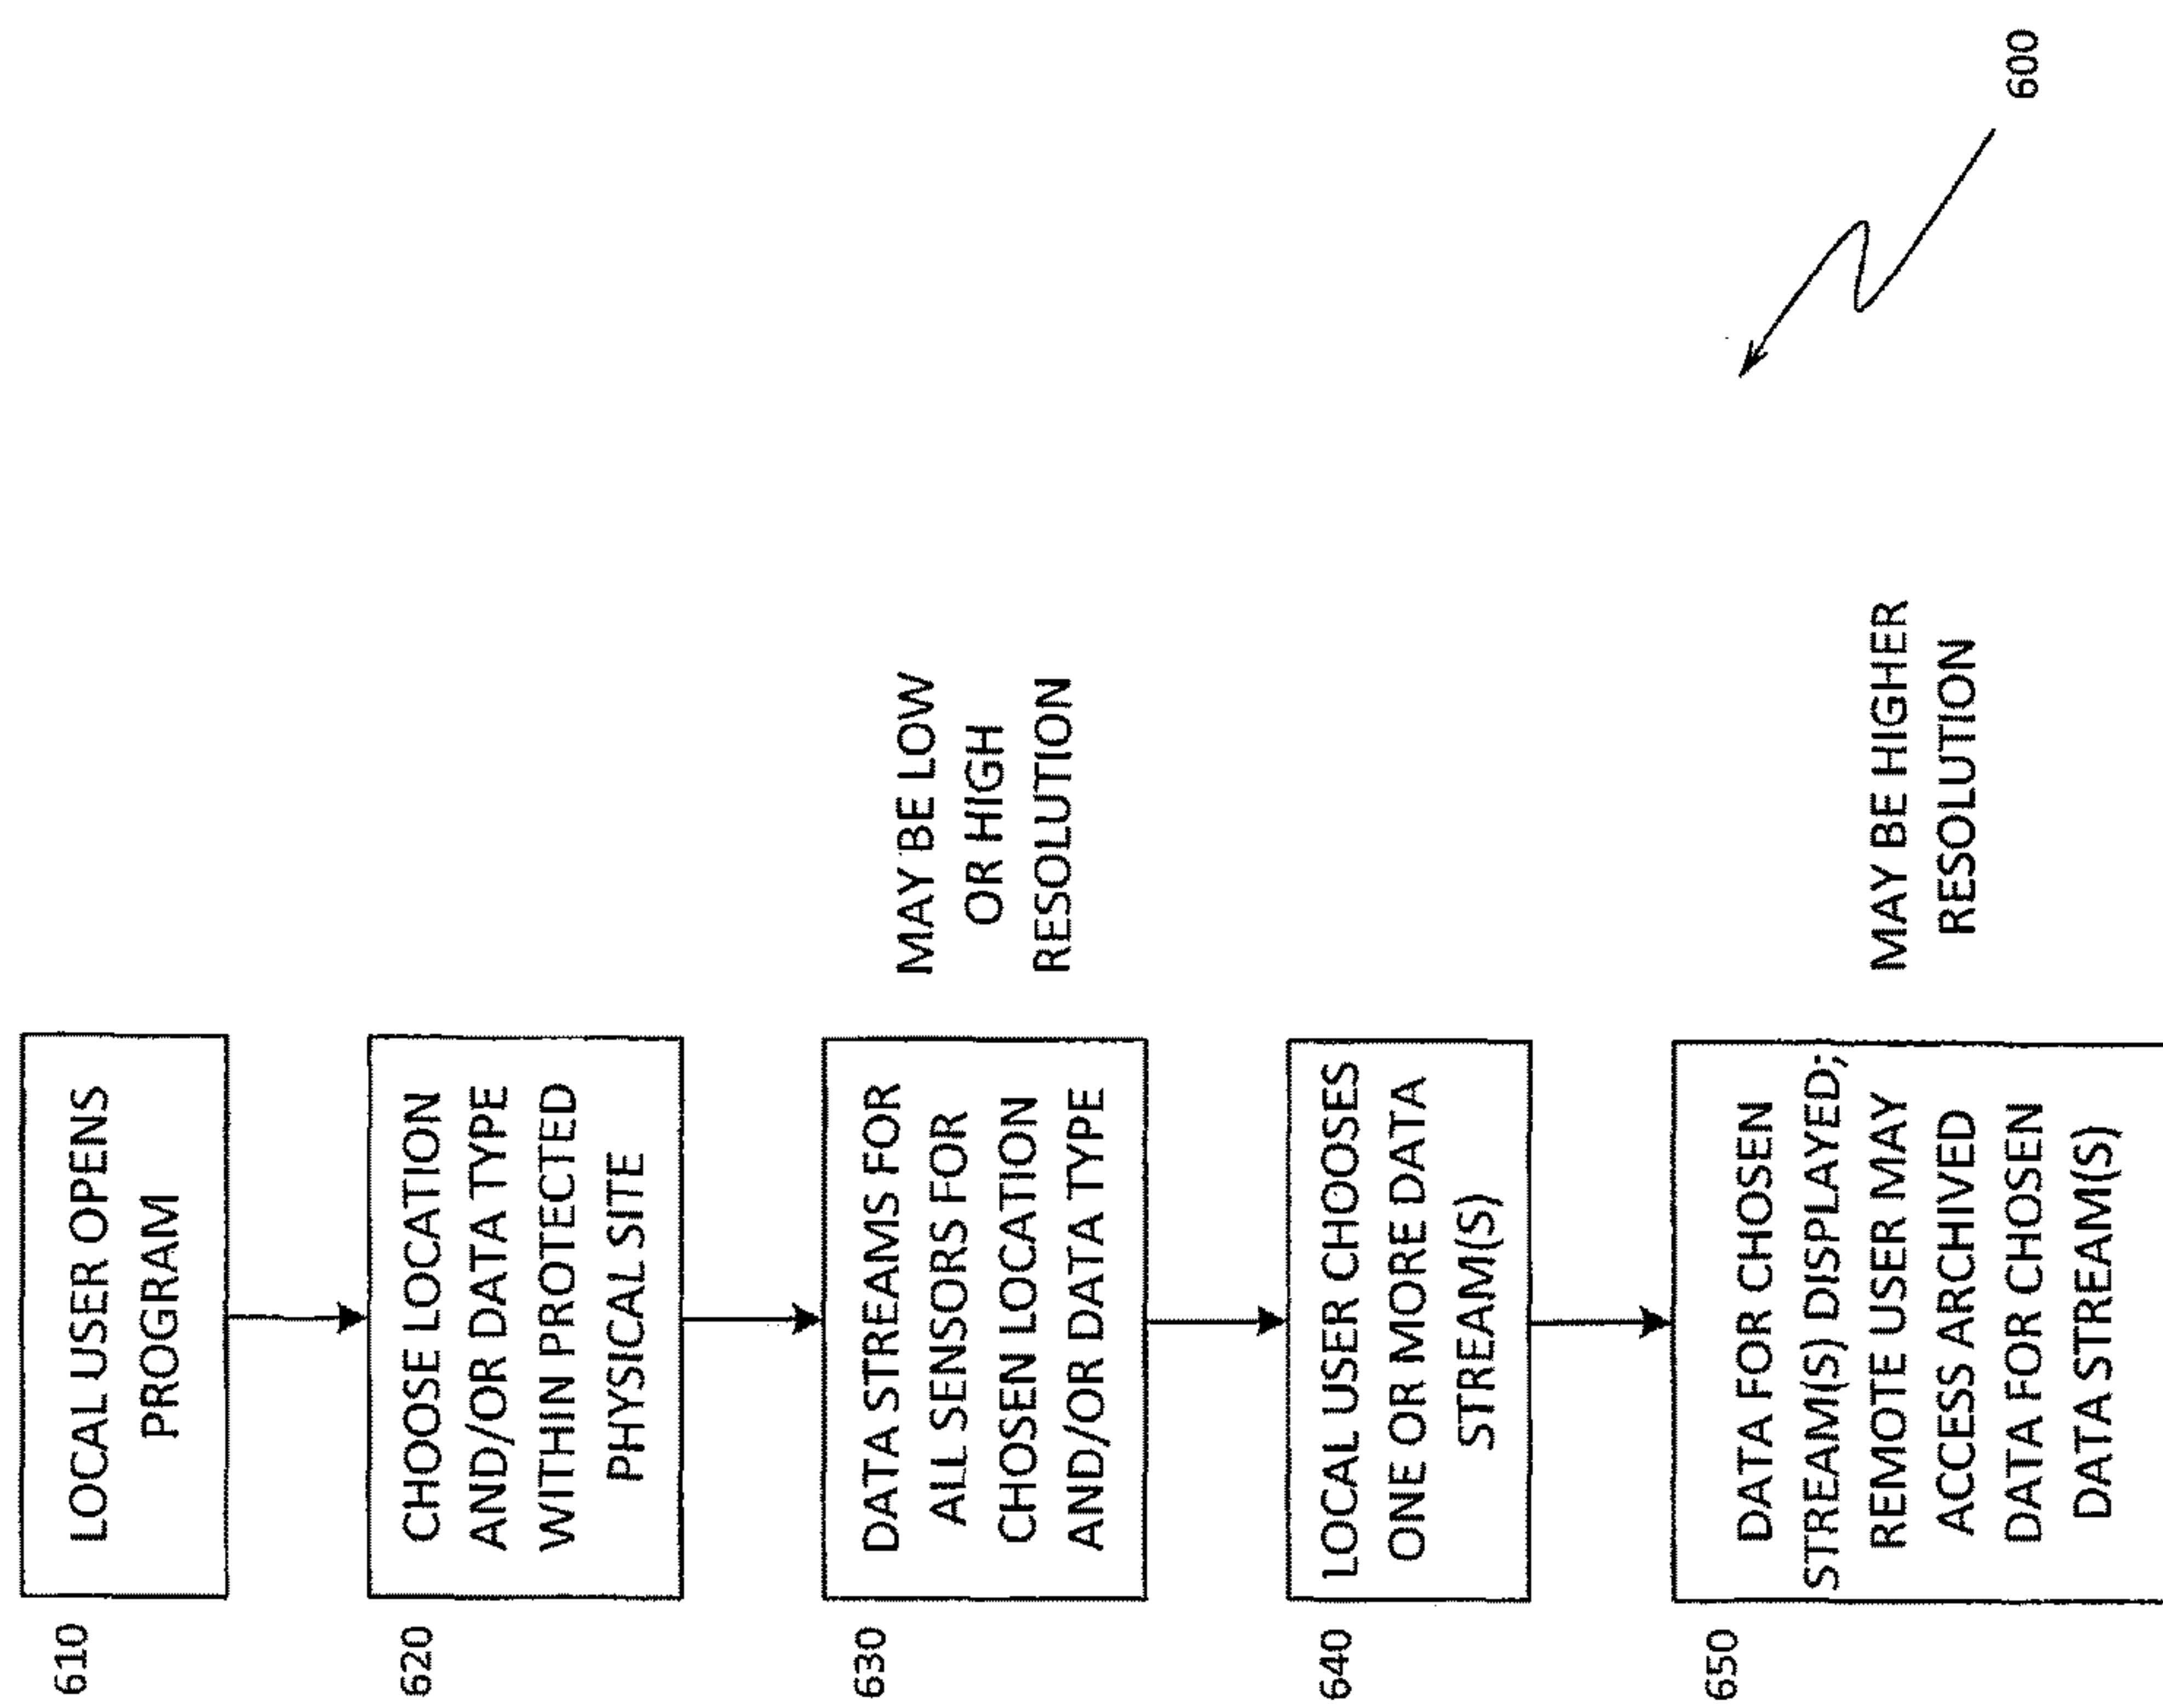 610
LOCAL USER OPENS
PROGRAM
620
CHOOSE LOCATION
AND/OR DATA TYPE
WITHIN PROTECTED
PHYSICAL SITE
630
DATA STREAMS FOR
ALL SENSORS FOR
CHOSEN LOCATION
AND/OR DATA TYPE
MAY BE LOW
OR HIGH
RESOLUTION
640
LOCAL USER CHOOSES
ONE OR MORE DATA
STREAM(S)
650
DATA FOR CHOSEN
STREAM(S) DISPLAYED;
REMOTE USER MAY
ACCESS ARCHIVED
DATA FOR CHOSEN
DATA STREAM(S)
MAY BE HIGHER
RESOLUTION
600